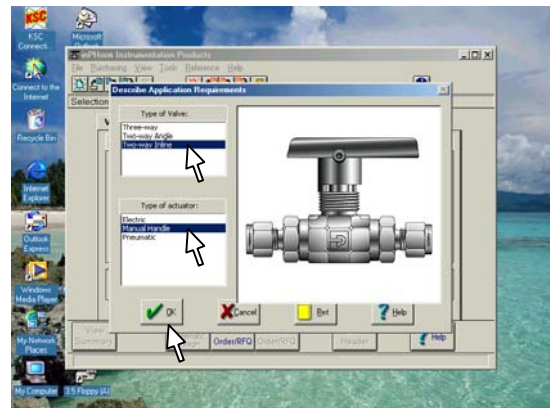 KSC
KSC
Connect...
Microsoft
Outlook
Connect to the
Internet
Recycle Bin
Internet
Explorer
Outlook
Express
Windows
Media Player
My Network
Places
My Computer
3.5 Floppy (A)
Instrumentation Products
File Purchasing View Tools Reference Help
Selection
Describe Application Requirements
Type of Valve:
Three-way
Two-way Angle
Two-way Inline
Type of actuator:
Electric
Manual Handle
Pneumatic
OK
Cancel
Ret
Help
View
Summary
Order/RFQ
Order/RFQ
Header
Help